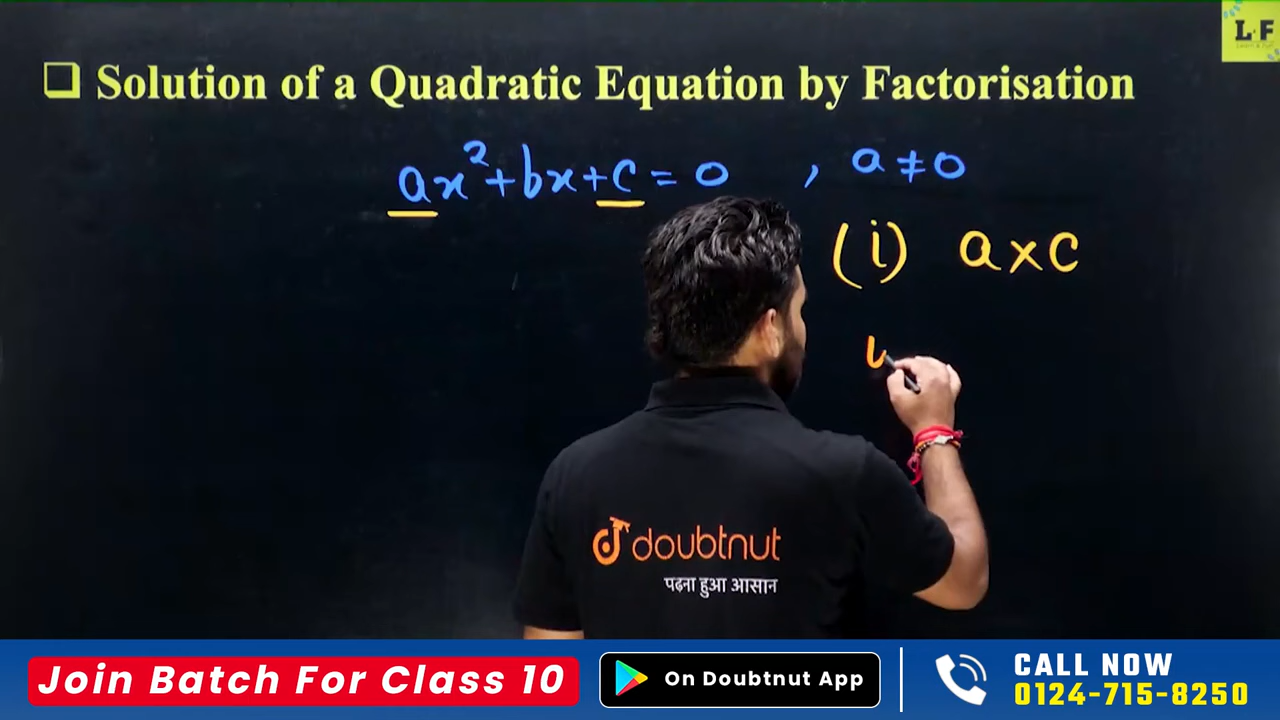 L·F
❑ Solution of a Quadratic Equation by Factorisation
ax²+bx+c=0 , a≠0
(i) a×c
doubtnut
पढ़ना हुआ आसान
Join Batch For Class 10
On Doubtnut App
CALL NOW
0124-715-8250